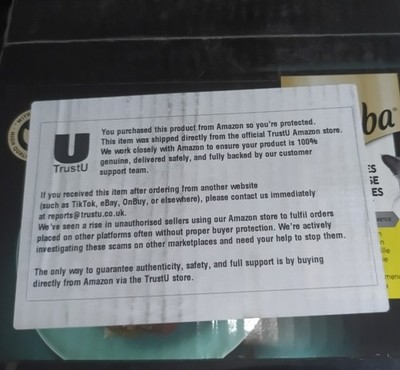 You purchased this product from Amazon so you're protected.
This item was shipped directly from the official TrustU Amazon store.
We work closely with Amazon to ensure your product is 100%
genuine, delivered safely, and fully backed by our customer
support team.
U
TrustU
If you received this item after ordering from another website
(such as TikTok, eBay, OnBuy, or elsewhere), please contact us immediately
at reports@trustu.co.uk.
We've seen a rise in unauthorised sellers using our Amazon store to fulfil orders
placed on other platforms often without proper buyer protection. We're actively
investigating these scams on other marketplaces and need your help to stop them.
The only way to guarantee authenticity, safety, and full support is by buying
directly from Amazon via the TrustU store.
ba®
ES
SE
ES